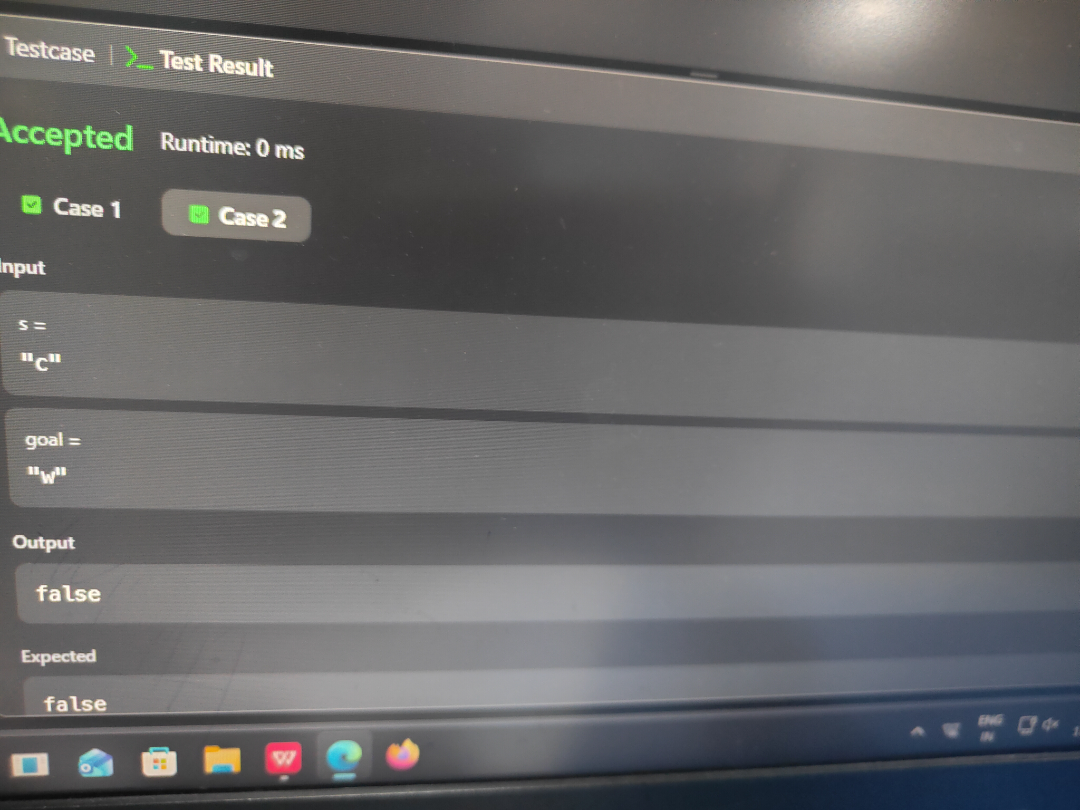 Testcase | >_ Test Result
Accepted Runtime: 0 ms
Case 1 Case 2
Input
s =
"C"
goal =
"W"
Output
false
Expected
false
ENG
IN